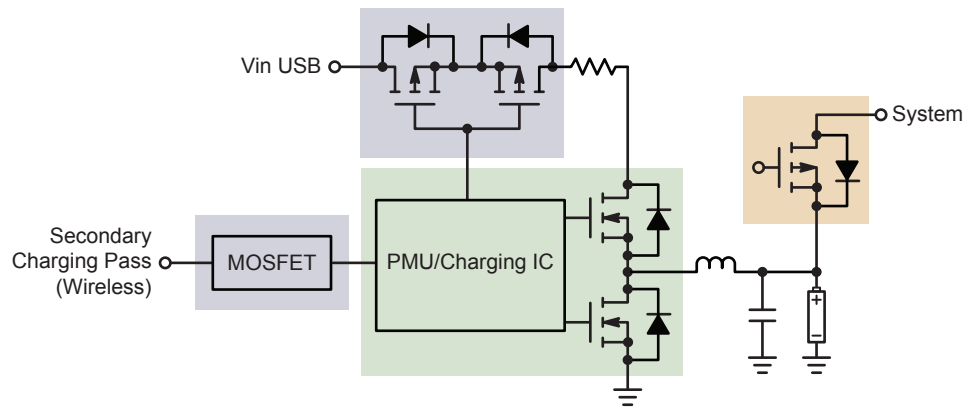 Vin USB
System
Secondary
Charging Pass
(Wireless)
MOSFET
PMU/Charging IC
+
−